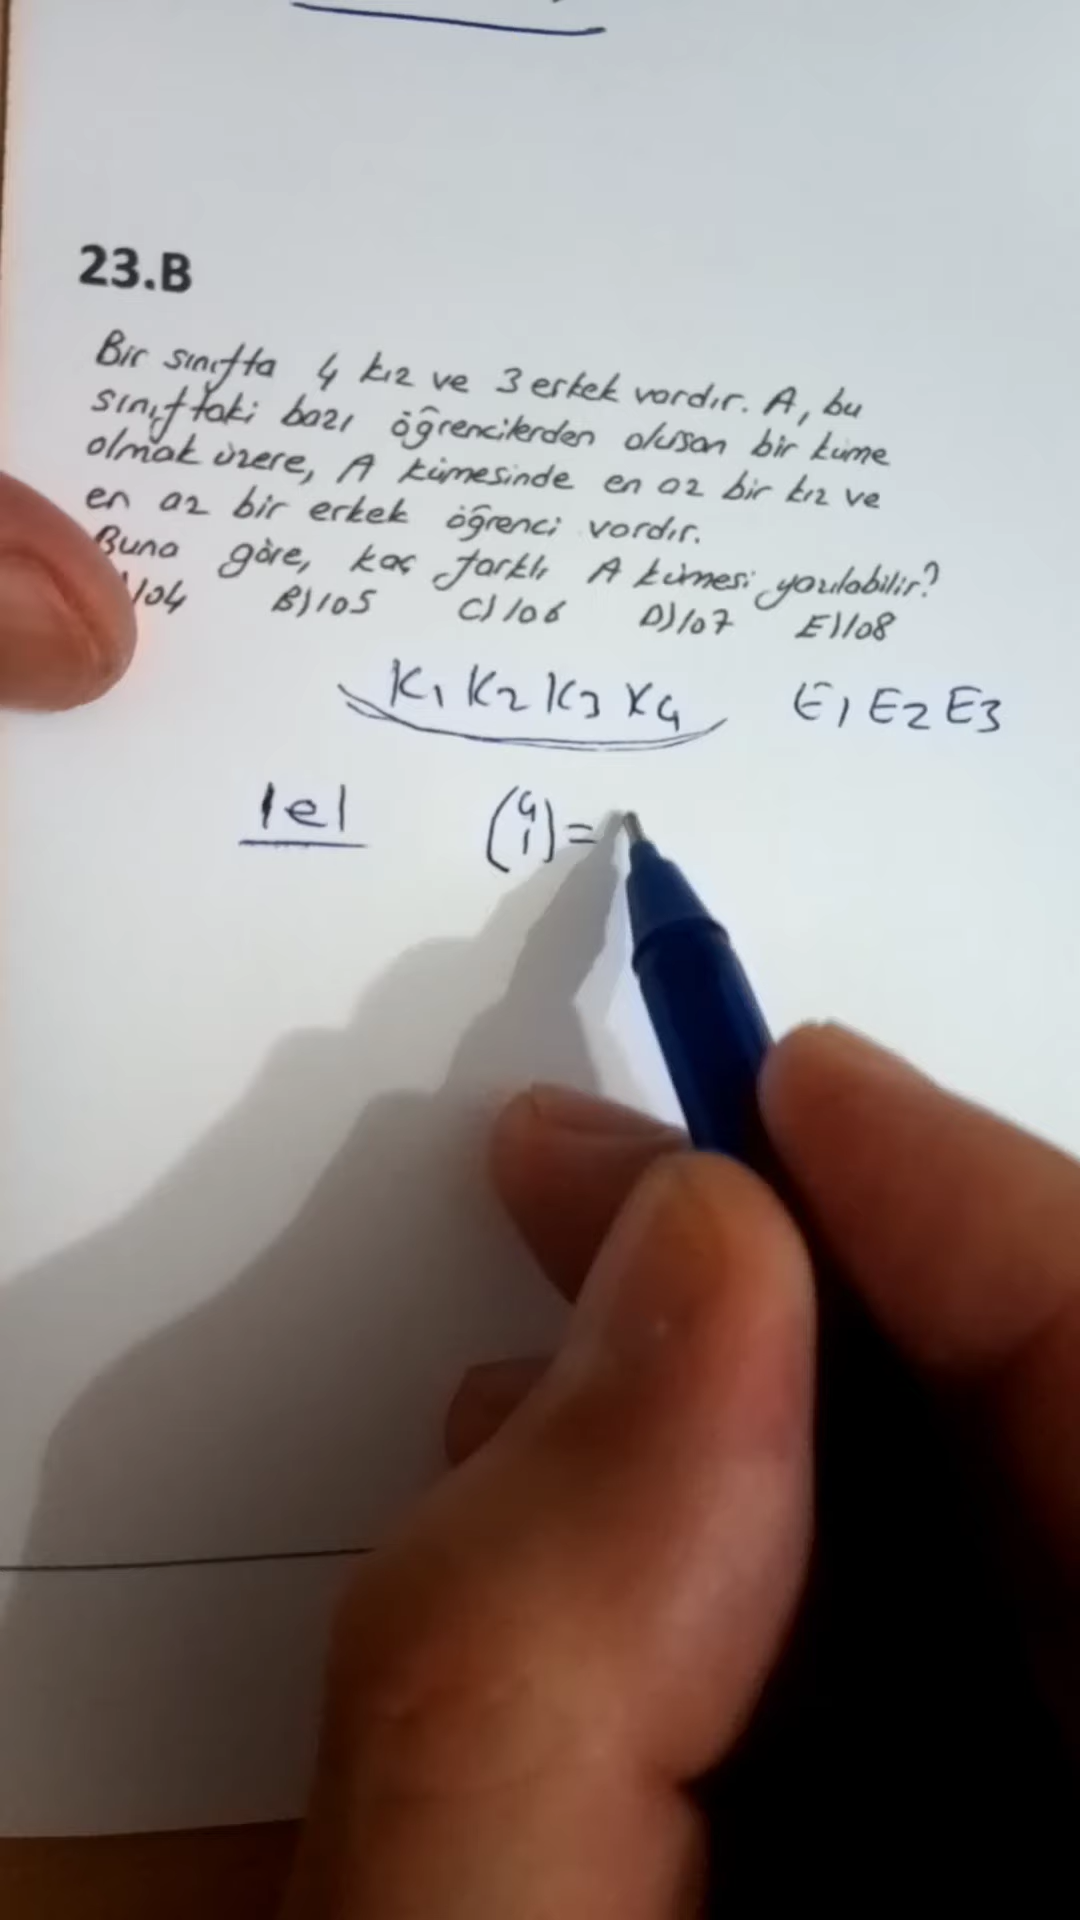 23.B
Bir sınıfta 4 kız ve 3 erkek vardır. A, bu
sınıftaki bazı öğrencilerden oluşan bir küme
olmak üzere, A kümesinde en az bir kız ve
en az bir erkek öğrenci vardır.
Buna göre, kaç farklı A kümesi yazılabilir?
)104 B)105 C)106 D)107 E)108
K1 K2 K3 K4 E1 E2 E3
1e1 (4 1) =